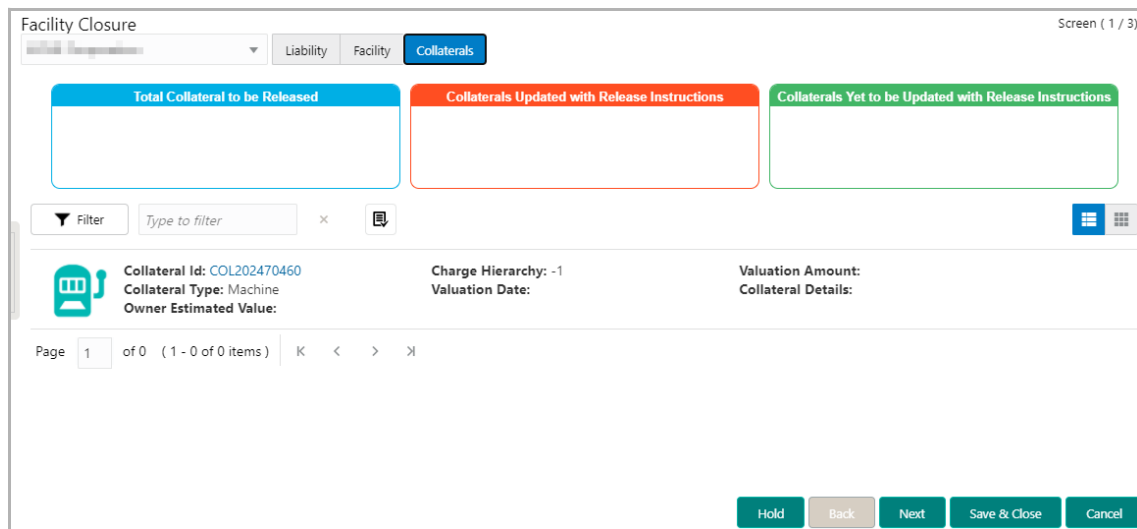 Facility Closure
Screen ( 1 / 3)
Liability Facility Collaterals
Total Collateral to be Released
Collaterals Updated with Release Instructions
Collaterals Yet to be Updated with Release Instructions
Filter Type to filter ×
Collateral Id: COL202470460
Charge Hierarchy: -1
Valuation Amount:
Collateral Type: Machine
Valuation Date:
Collateral Details:
Owner Estimated Value:
Page 1 of 0 ( 1 - 0 of 0 items )
Hold Back Next Save & Close Cancel